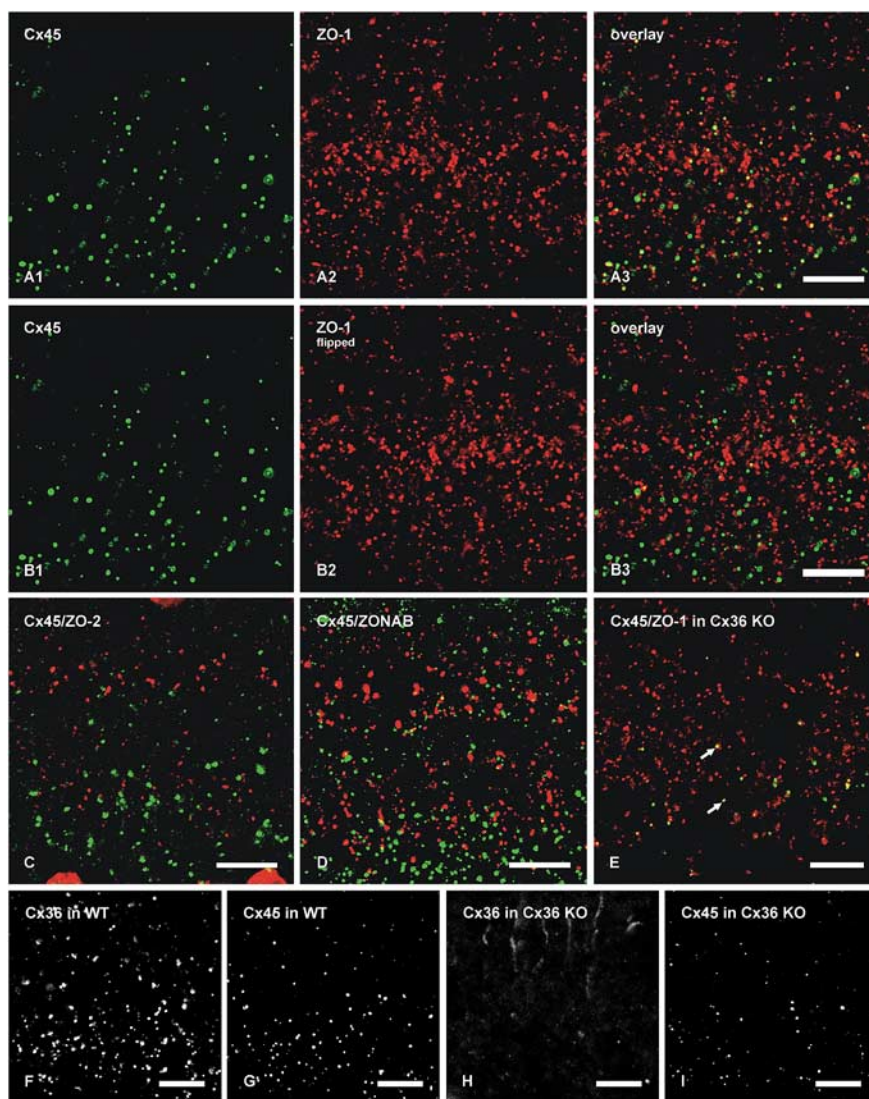 Cx45
ZO-1
overlay
A1
A2
A3
Cx45
ZO-1
flipped
overlay
B1
B2
B3
Cx45/ZO-2
Cx45/ZONAB
Cx45/ZO-1 in Cx36 KO
C
D
E
Cx36 in WT
Cx45 in WT
Cx36 in Cx36 KO
Cx45 in Cx36 KO
F
G
H
I